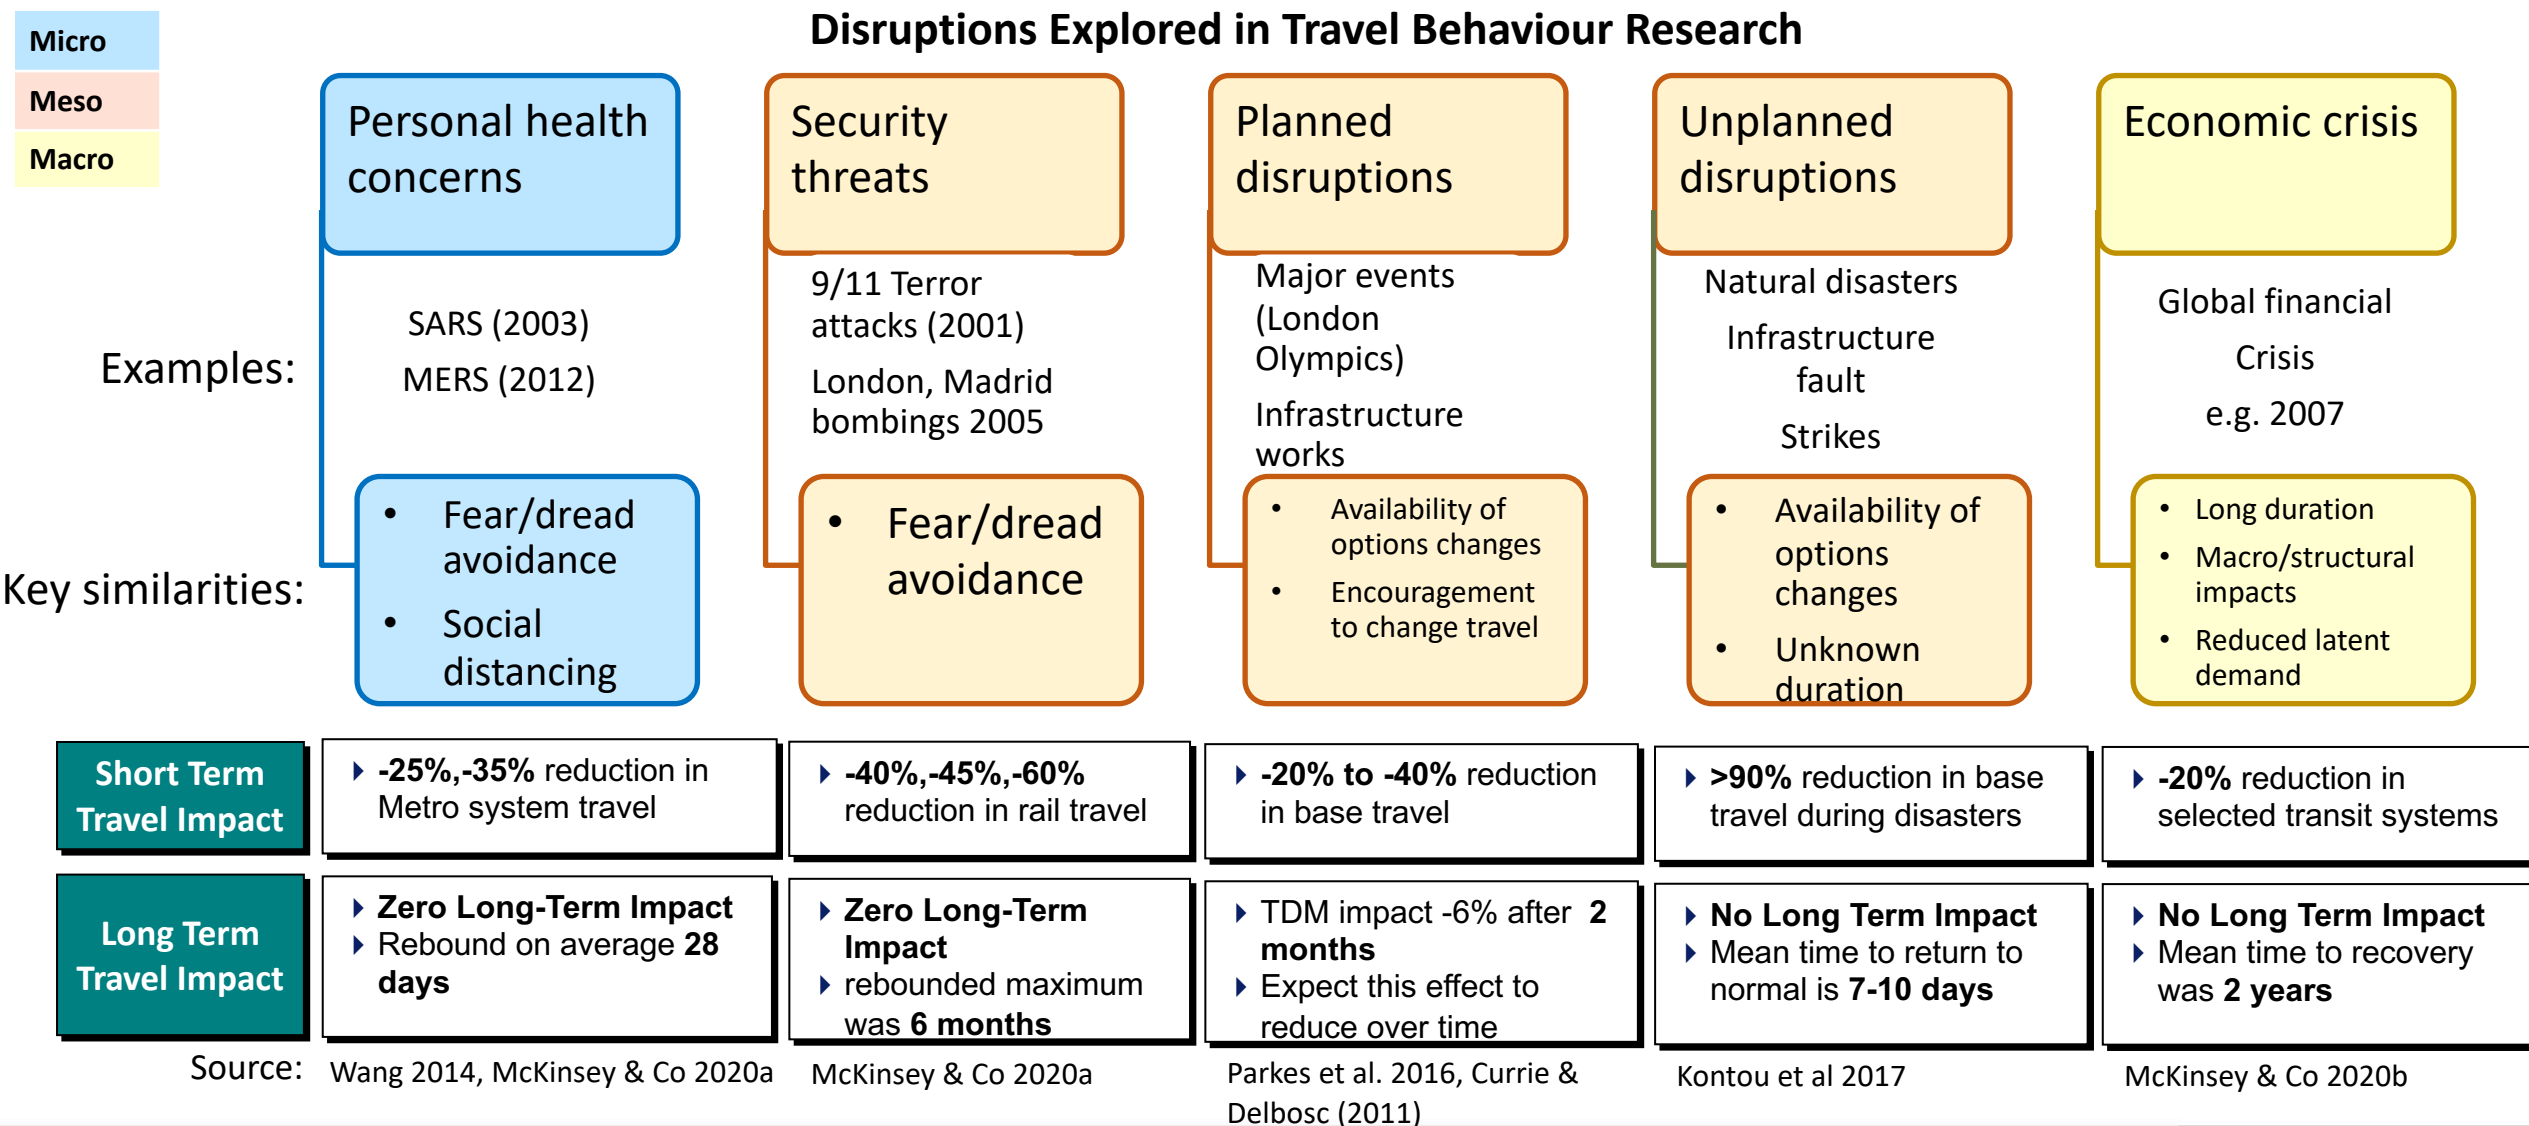 Disruptions Explored in Travel Behaviour Research
Micro
Meso
Macro
Personal health
concerns
Security
threats
Planned
disruptions
Unplanned
disruptions
Economic crisis
Examples:
SARS (2003)
MERS (2012)
9/11 Terror
attacks (2001)
London, Madrid
bombings 2005
Major events
(London
Olympics)
Infrastructure
works
Natural disasters
Infrastructure
fault
Strikes
Global financial
Crisis
e.g. 2007
Key similarities:
• Fear/dread
avoidance
• Social
distancing
• Fear/dread
avoidance
• Availability of
options changes
• Encouragement
to change travel
• Availability of
options
changes
• Unknown
duration
• Long duration
• Macro/structural
impacts
• Reduced latent
demand
Short Term
Travel Impact
-25%,-35% reduction in
Metro system travel
-40%,-45%,-60%
reduction in rail travel
-20% to -40% reduction
in base travel
>90% reduction in base
travel during disasters
-20% reduction in
selected transit systems
Long Term
Travel Impact
Zero Long-Term Impact
Rebound on average 28
days
Zero Long-Term
Impact
rebounded maximum
was 6 months
TDM impact -6% after 2
months
Expect this effect to
reduce over time
No Long Term Impact
Mean time to return to
normal is 7-10 days
No Long Term Impact
Mean time to recovery
was 2 years
Source:
Wang 2014, McKinsey & Co 2020a
McKinsey & Co 2020a
Parkes et al. 2016, Currie &
Delbosc (2011)
Kontou et al 2017
McKinsey & Co 2020b